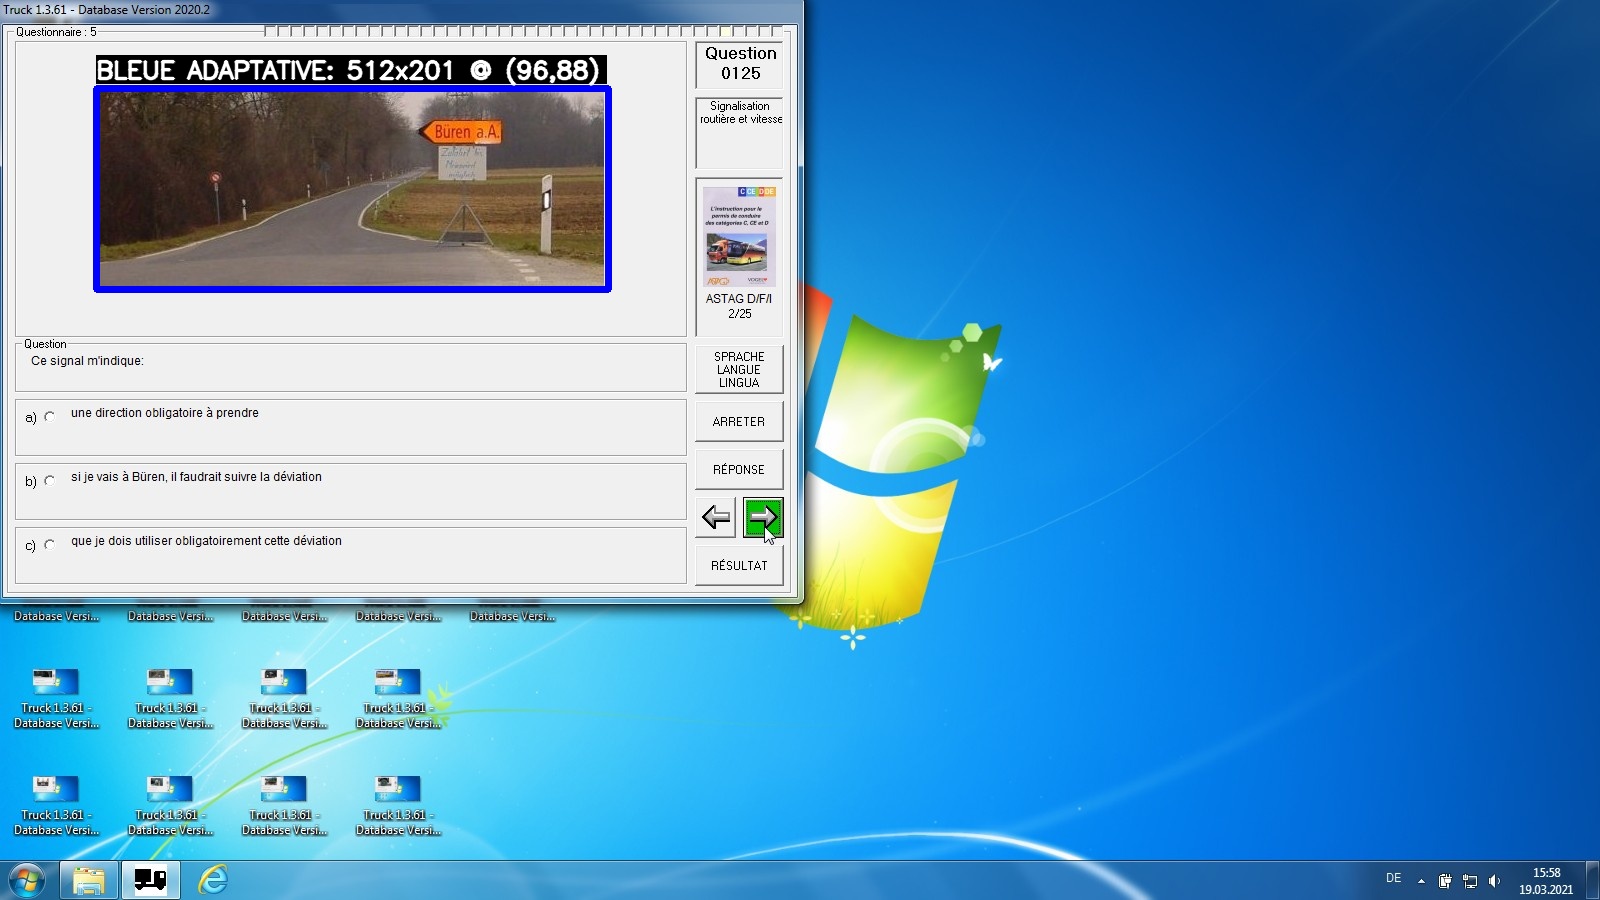 Truck 1.3.61 - Database Version 2020.2
Questionnaire : 5
BLEUE ADAPTATIVE: 512x201 @ (96,88)
Büren a.A.
Zufahrt bis
möglich
Question
0125
Signalisation
routière et vitesse
C CE D DE
L'instruction pour le
permis de conduire
des catégories C, CE et D
ASTAG D/F/I
2/25
Question
Ce signal m'indique:
a) une direction obligatoire à prendre
b) si je vais à Büren, il faudrait suivre la déviation
c) que je dois utiliser obligatoirement cette déviation
SPRACHE
LANGUE
LINGUA
ARRETER
RÉPONSE
RÉSULTAT
Database Versi...
Database Versi...
Database Versi...
Database Versi...
Database Versi...
Truck 1.3.61 -
Database Versi...
Truck 1.3.61 -
Database Versi...
Truck 1.3.61 -
Database Versi...
Truck 1.3.61 -
Database Versi...
Truck 1.3.61 -
Database Versi...
Truck 1.3.61 -
Database Versi...
Truck 1.3.61 -
Database Versi...
Truck 1.3.61 -
Database Versi...
DE
15:58
19.03.2021